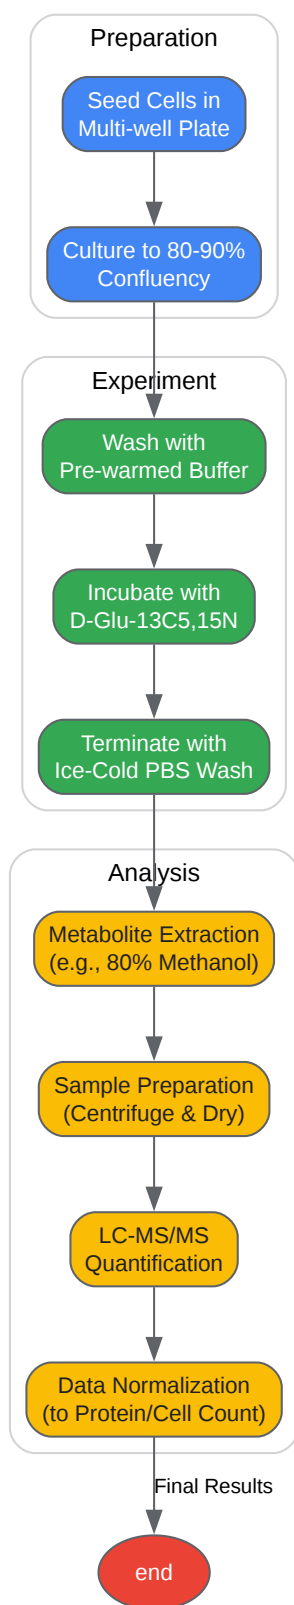 Preparation
Seed Cells in
Multi-well Plate
Culture to 80-90%
Confluency
Experiment
Wash with
Pre-warmed Buffer
Incubate with
D-Glu-13C5,15N
Terminate with
Ice-Cold PBS Wash
Analysis
Metabolite Extraction
(e.g., 80% Methanol)
Sample Preparation
(Centrifuge & Dry)
LC-MS/MS
Quantification
Data Normalization
(to Protein/Cell Count)
Final Results
end